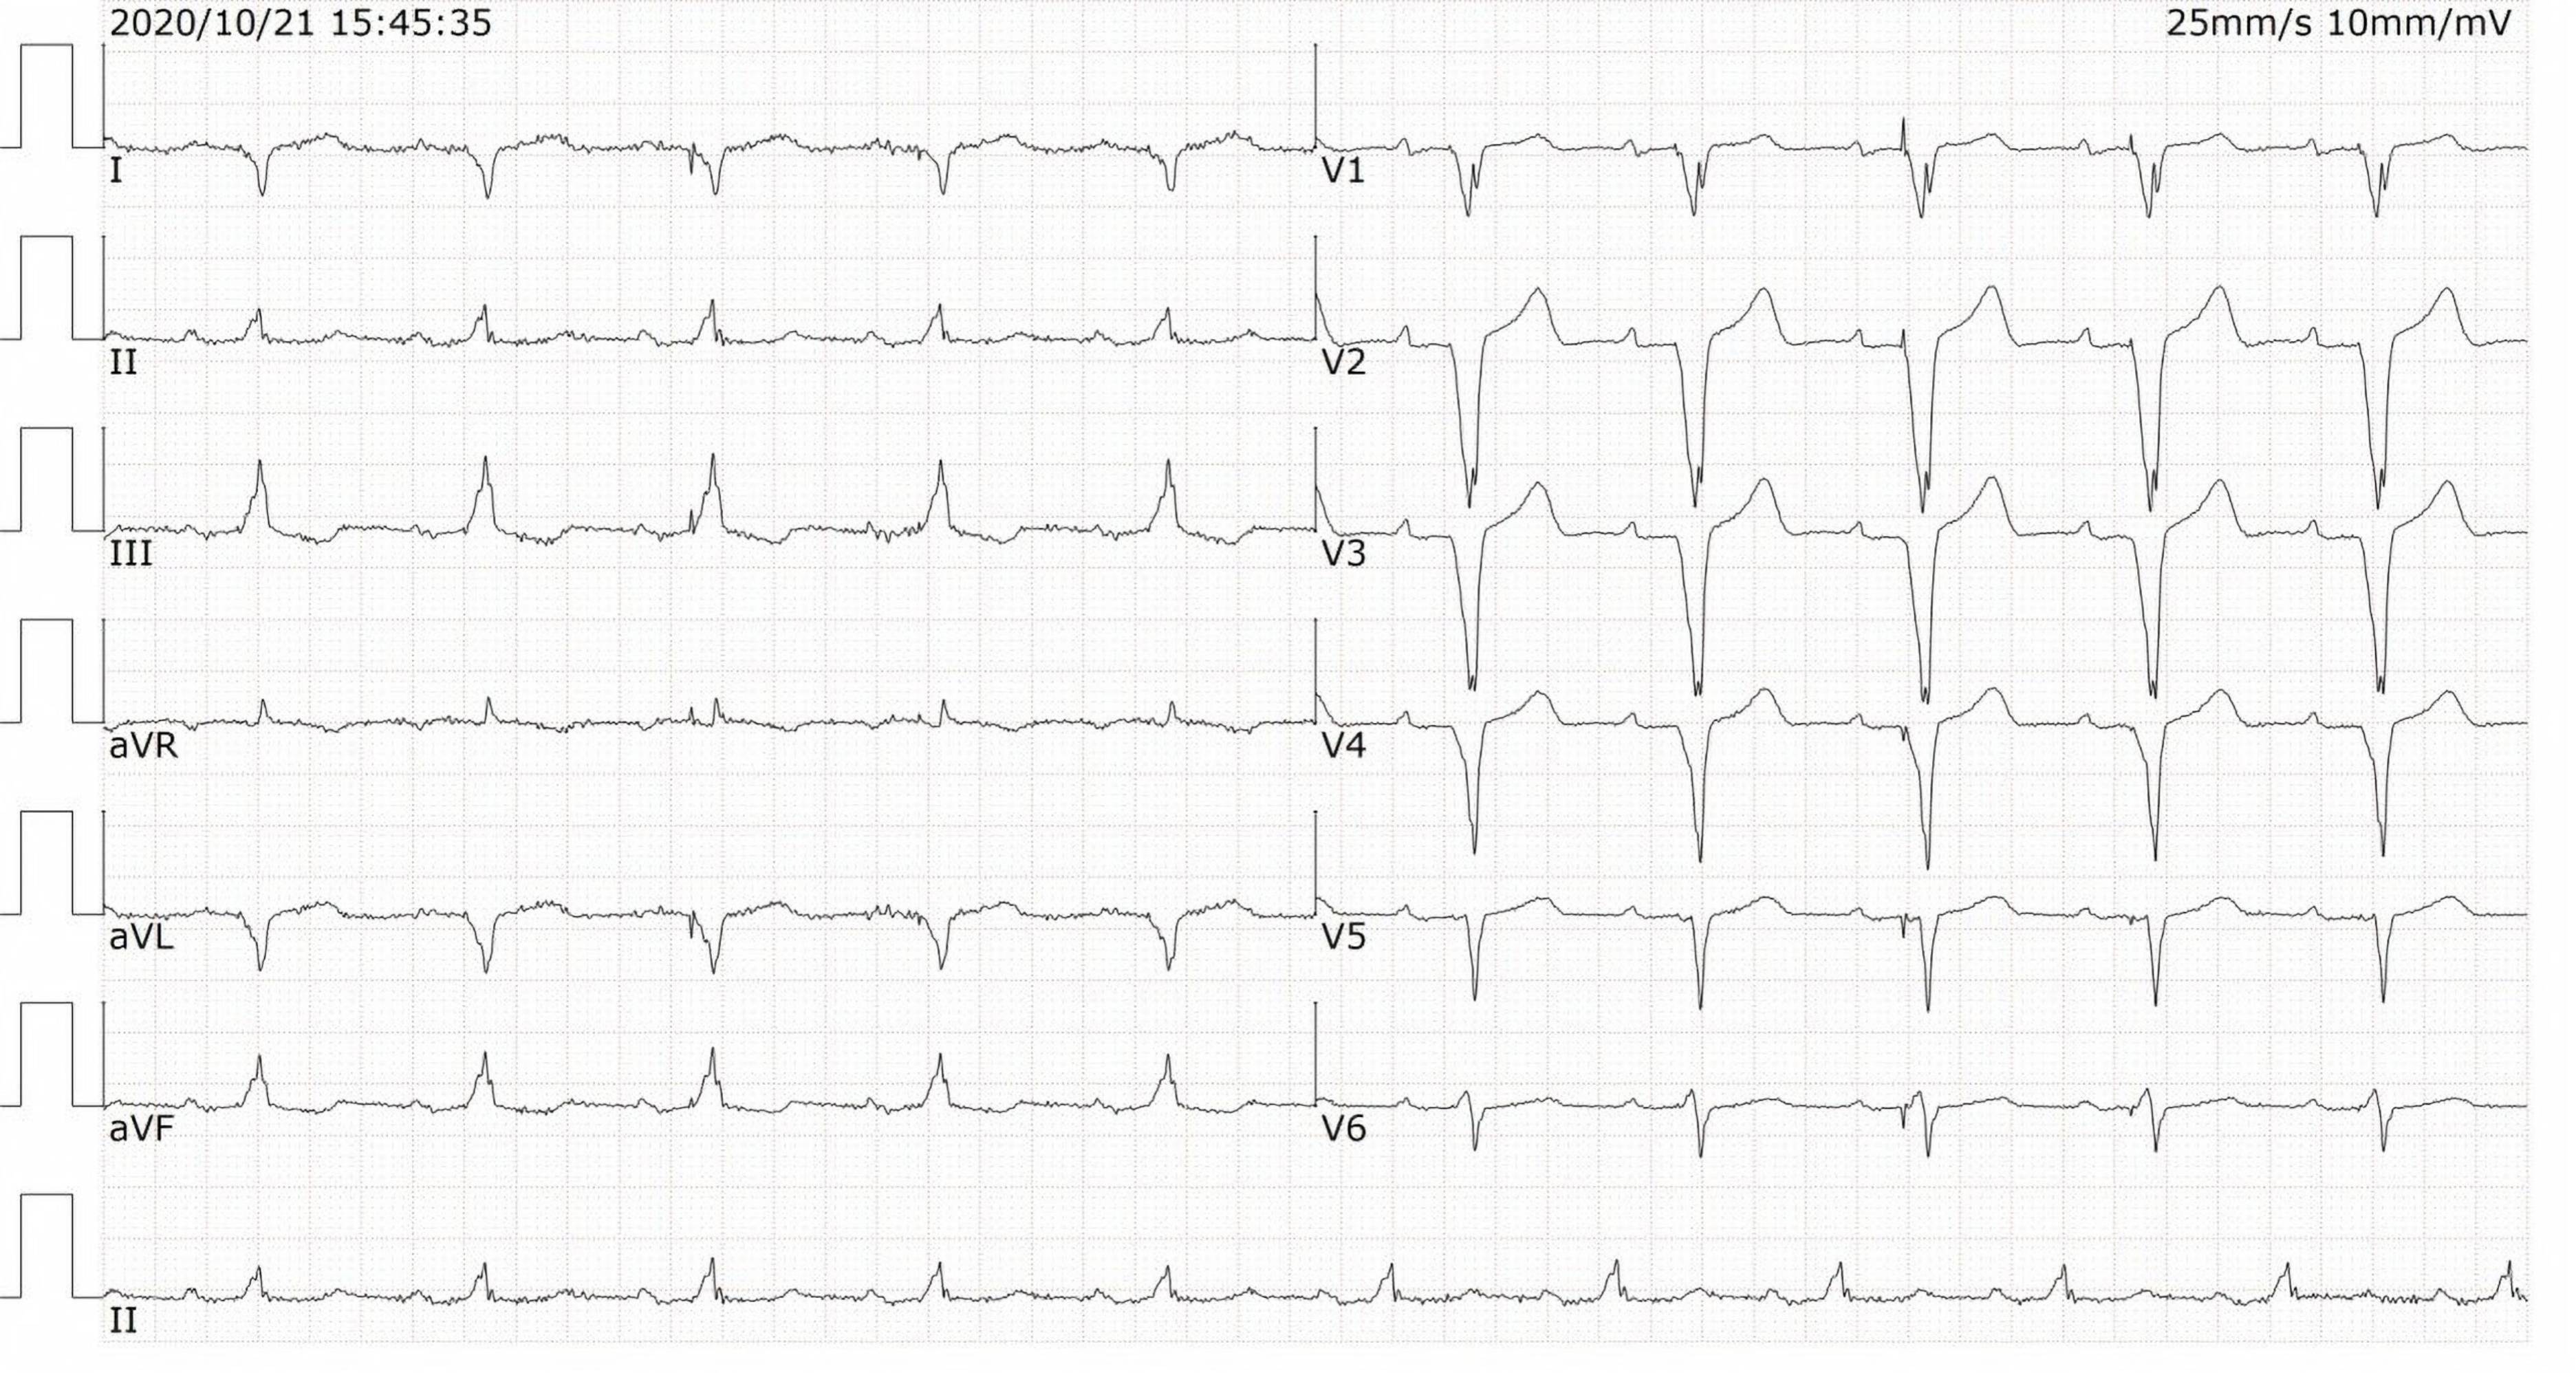 2020/10/21 15:45:35
25mm/s 10mm/mV
I
V1
II
V2
III
V3
aVR
V4
aVL
V5
aVF
V6
II